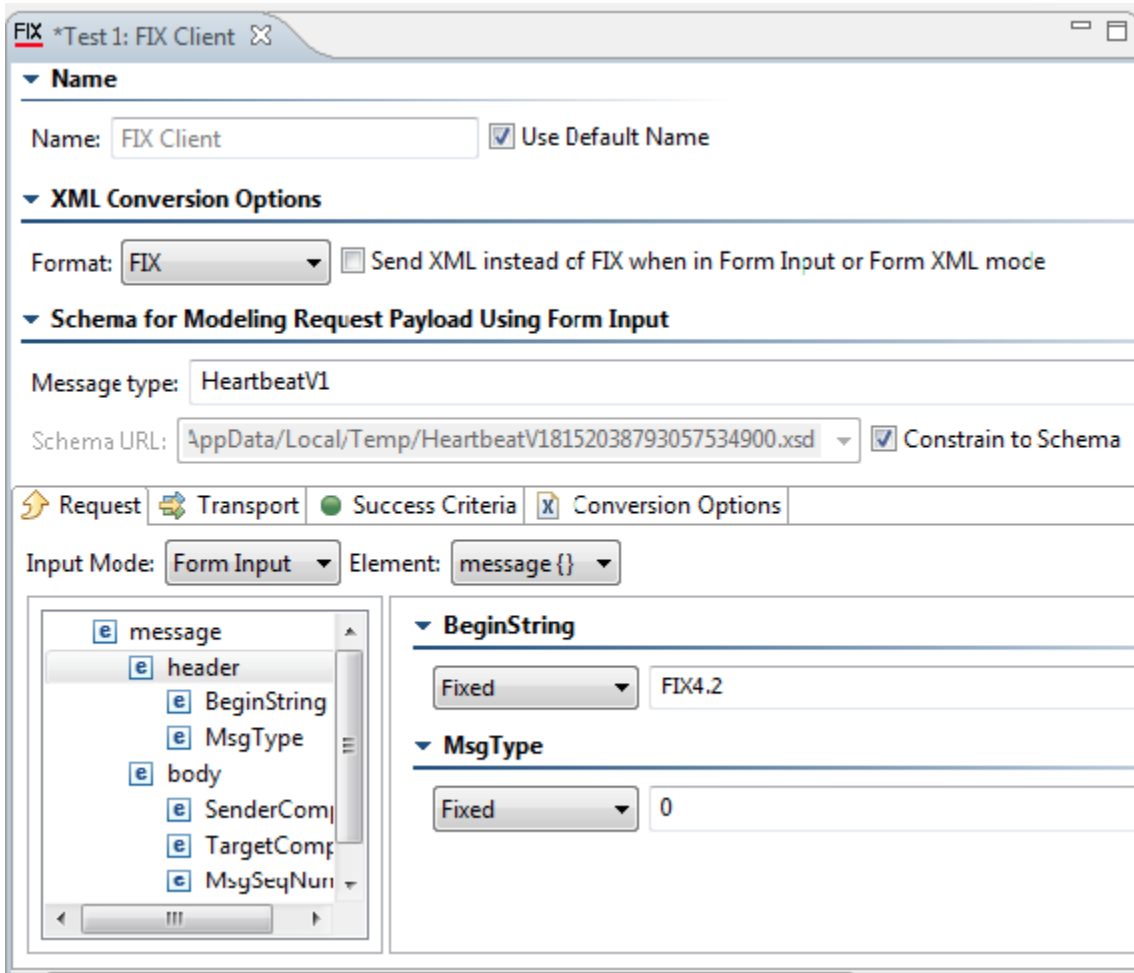 FIX *Test 1: FIX Client
Name
Name: FIX Client Use Default Name
XML Conversion Options
Format: FIX Send XML instead of FIX when in Form Input or Form XML mode
Schema for Modeling Request Payload Using Form Input
Message type: HeartbeatV1
Schema URL: AppData/Local/Temp/HeartbeatV18152038793057534900.xsd Constrain to Schema
Request Transport Success Criteria Conversion Options
Input Mode: Form Input Element: message {}
message
header
BeginString
MsgType
body
SenderComp
TargetComp
MsgSeqNum
BeginString
Fixed FIX4.2
MsgType
Fixed 0